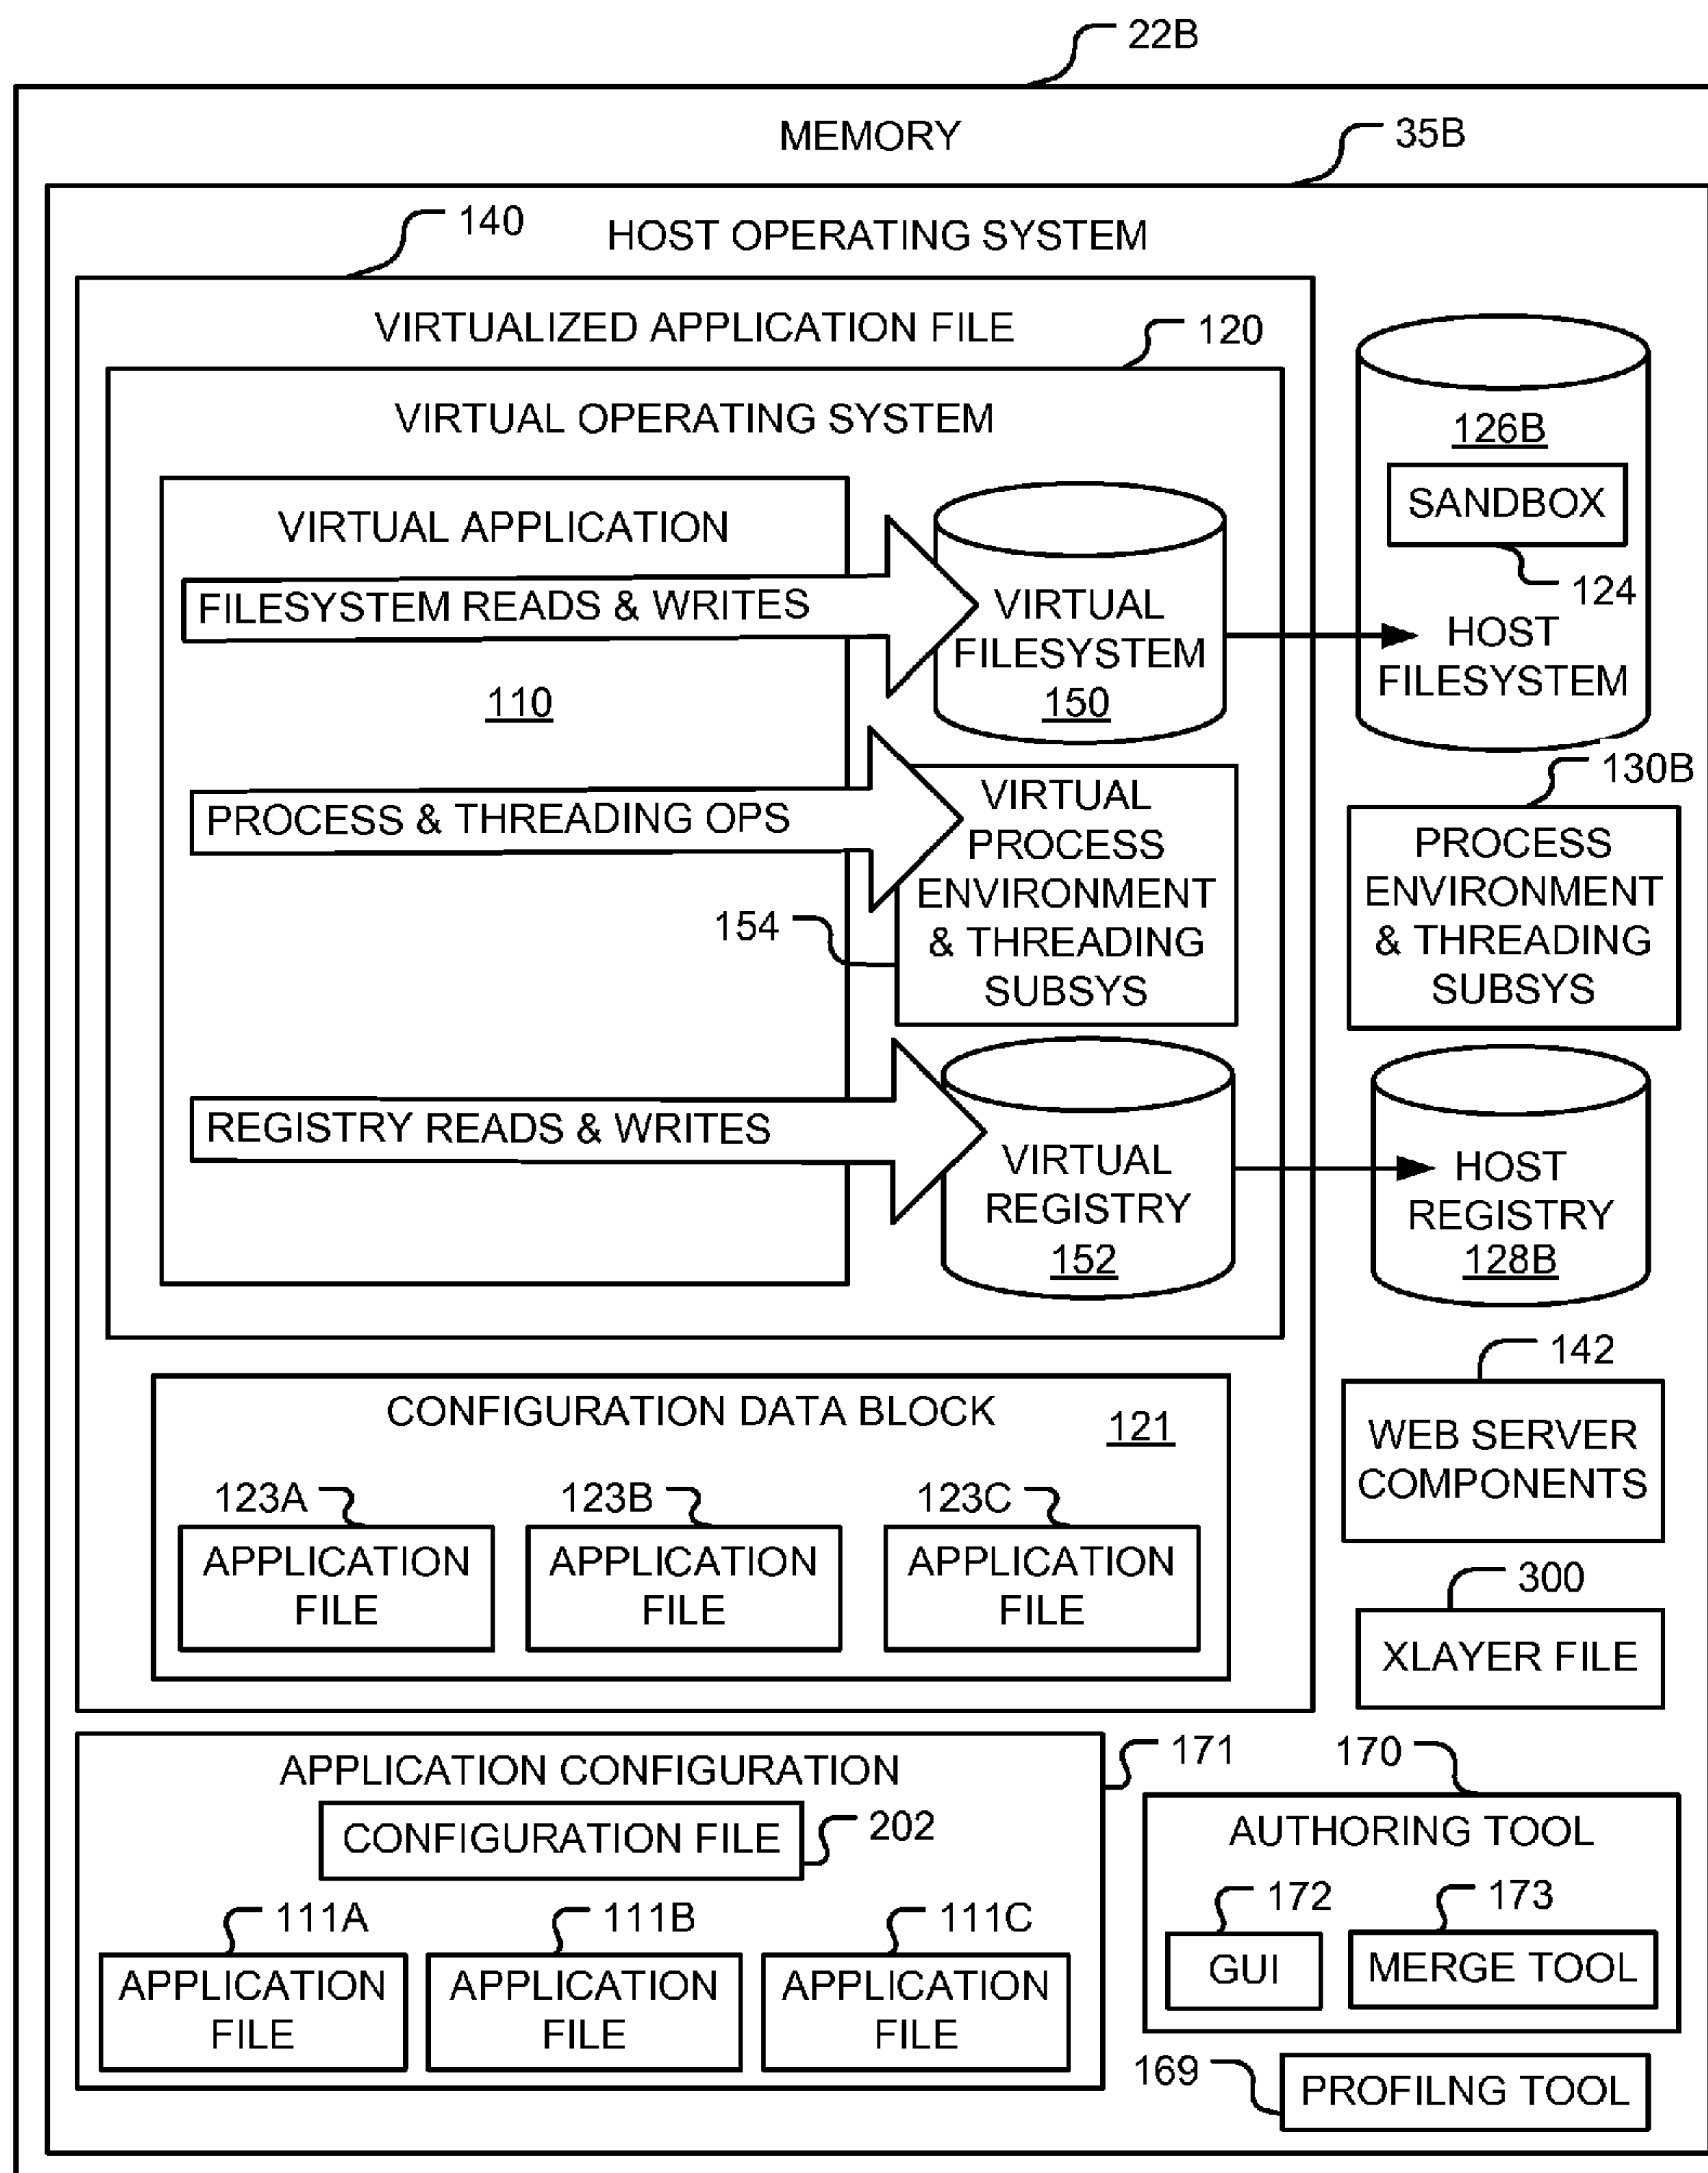 22B
MEMORY
35B
HOST OPERATING SYSTEM
140
VIRTUALIZED APPLICATION FILE
120
VIRTUAL OPERATING SYSTEM
VIRTUAL APPLICATION
FILESYSTEM READS & WRITES
110
PROCESS & THREADING OPS
154
REGISTRY READS & WRITES
VIRTUAL
FILESYSTEM
150
VIRTUAL
PROCESS
ENVIRONMENT
& THREADING
SUBSYS
VIRTUAL
REGISTRY
152
126B
SANDBOX
124
HOST
FILESYSTEM
130B
PROCESS
ENVIRONMENT
& THREADING
SUBSYS
HOST
REGISTRY
128B
142
WEB SERVER
COMPONENTS
300
XLAYER FILE
CONFIGURATION DATA BLOCK
121
123A
APPLICATION
FILE
123B
APPLICATION
FILE
123C
APPLICATION
FILE
171
APPLICATION CONFIGURATION
CONFIGURATION FILE
202
111A
APPLICATION
FILE
111B
APPLICATION
FILE
111C
APPLICATION
FILE
170
AUTHORING TOOL
172
GUI
173
MERGE TOOL
169
PROFILNG TOOL